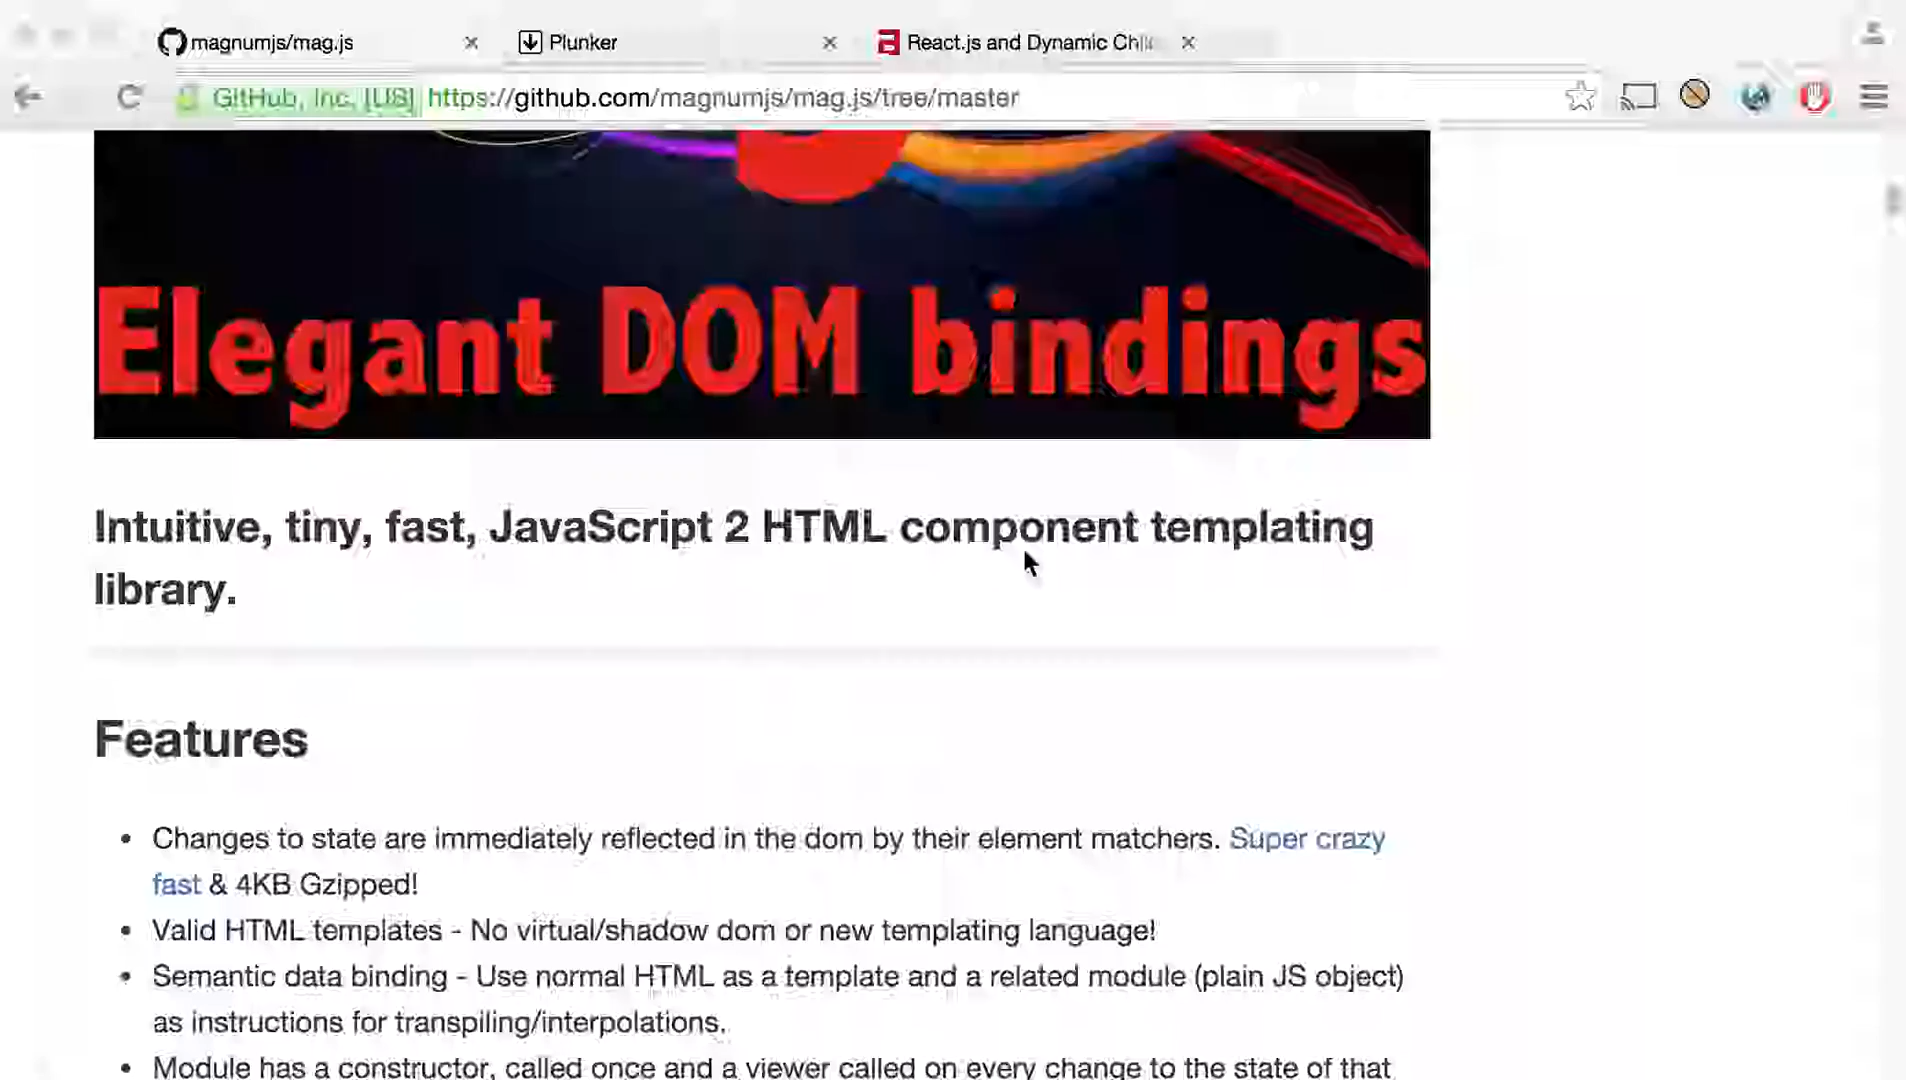 magnumjs/mag.js
Plunker
React.js and Dynamic Chil
GitHub, Inc. [US] https://github.com/magnumjs/mag.js/tree/master
Elegant DOM bindings
Intuitive, tiny, fast, JavaScript 2 HTML component templating
library.
Features
• Changes to state are immediately reflected in the dom by their element matchers. Super crazy
fast & 4KB Gzipped!
• Valid HTML templates - No virtual/shadow dom or new templating language!
• Semantic data binding - Use normal HTML as a template and a related module (plain JS object)
as instructions for transpiling/interpolations.
• Module has a constructor, called once and a viewer called on every change to the state of that